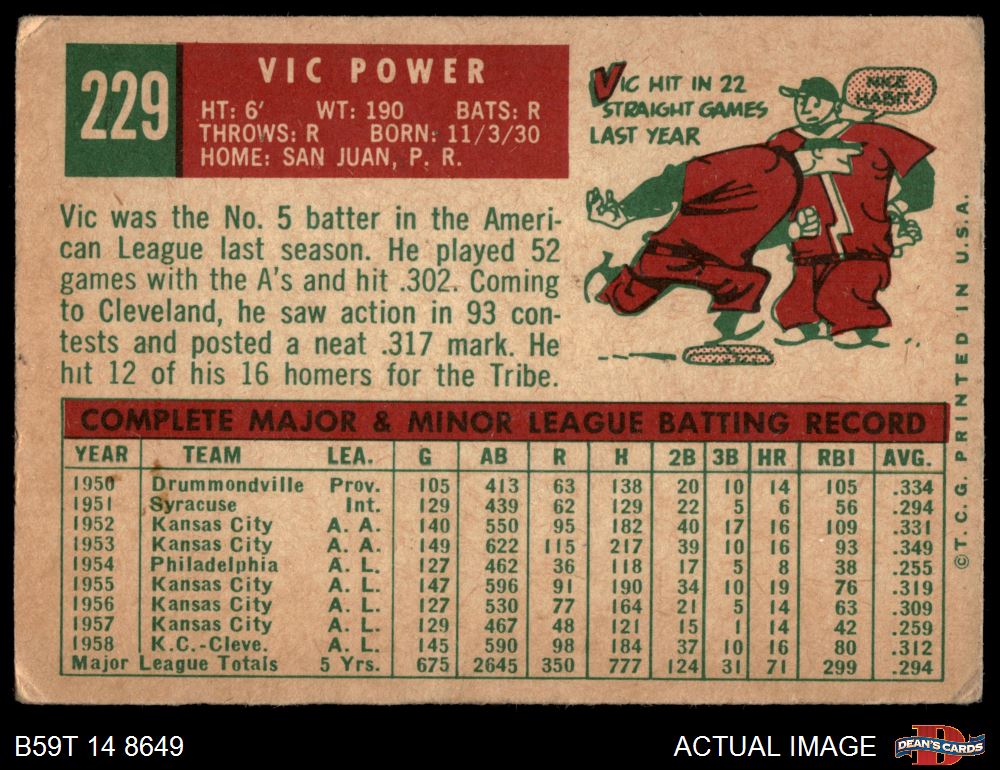 229
VIC POWER
HT: 6' WT: 190 BATS: R
THROWS: R BORN: 11/3/30
HOME: SAN JUAN, P. R.
VIC HIT IN 22
STRAIGHT GAMES
LAST YEAR
NICE
HABIT!
Vic was the No. 5 batter in the Ameri-
can League last season. He played 52
games with the A's and hit .302. Coming
to Cleveland, he saw action in 93 con-
tests and posted a neat .317 mark. He
hit 12 of his 16 homers for the Tribe.
COMPLETE MAJOR & MINOR LEAGUE BATTING RECORD
YEAR TEAM LEA. G AB R H 2B 3B HR RBI AVG.
1950 Drummondville Prov. 105 413 63 138 20 10 14 105 .334
1951 Syracuse Int. 129 439 62 129 22 5 6 56 .294
1952 Kansas City A. A. 140 550 95 182 40 17 16 109 .331
1953 Kansas City A. A. 149 622 115 217 39 10 16 93 .349
1954 Philadelphia A. L. 127 462 36 118 17 5 8 38 .255
1955 Kansas City A. L. 147 596 91 190 34 10 19 76 .319
1956 Kansas City A. L. 127 530 77 164 21 5 14 63 .309
1957 Kansas City A. L. 129 467 48 121 15 1 14 42 .259
1958 K.C.-Cleve. A. L. 145 590 98 184 37 10 16 80 .312
Major League Totals 5 Yrs. 675 2645 350 777 124 31 71 299 .294
©T. C. G. PRINTED IN U.S.A.
B59T 14 8649
ACTUAL IMAGE
D
DEAN'S CARDS